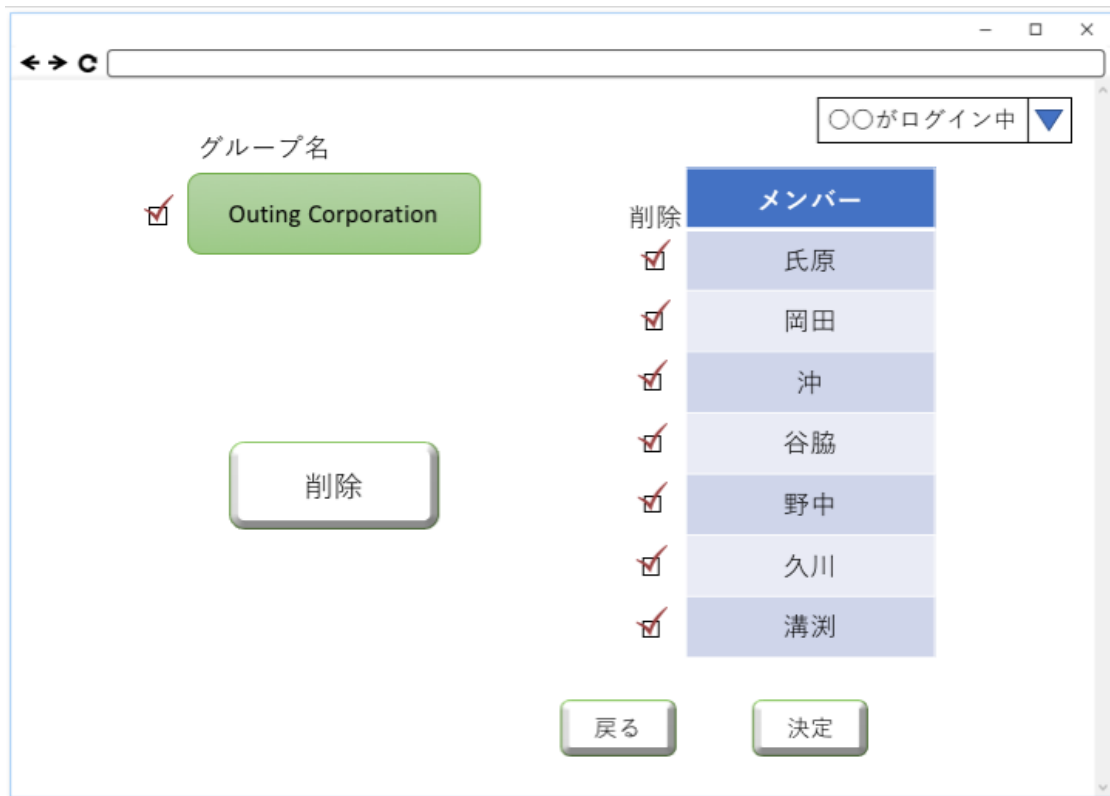 〇〇がログイン中
グループ名
Outing Corporation
削除
メンバー
氏原
岡田
沖
谷脇
野中
久川
溝渕
削除
戻る
決定